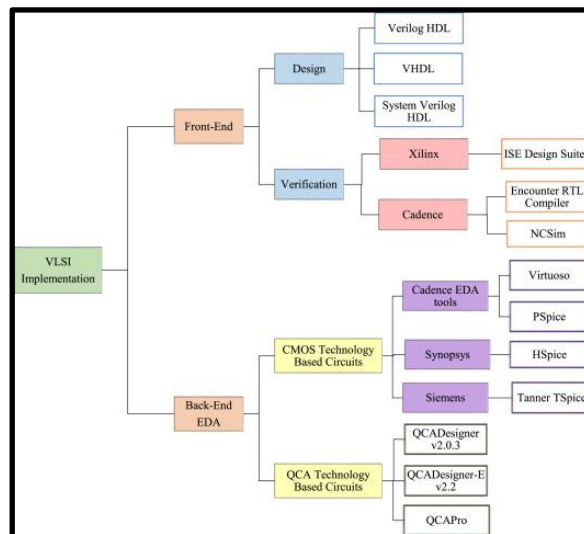 Verilog HDL
Design
VHDL
System Verilog
HDL
Front-End
Xilinx
ISE Design Suite
Verification
Encounter RTL
Compiler
Cadence
NCSim
VLSI
Implementation
Virtuoso
Cadence EDA
tools
PSpice
CMOS Technology
Based Circuits
Synopsys
HSpice
Back-End
EDA
Siemens
Tanner TSpice
QCADesigner
v2.0.3
QCA Technology
Based Circuits
QCADesigner-E
v2.2
QCAPro